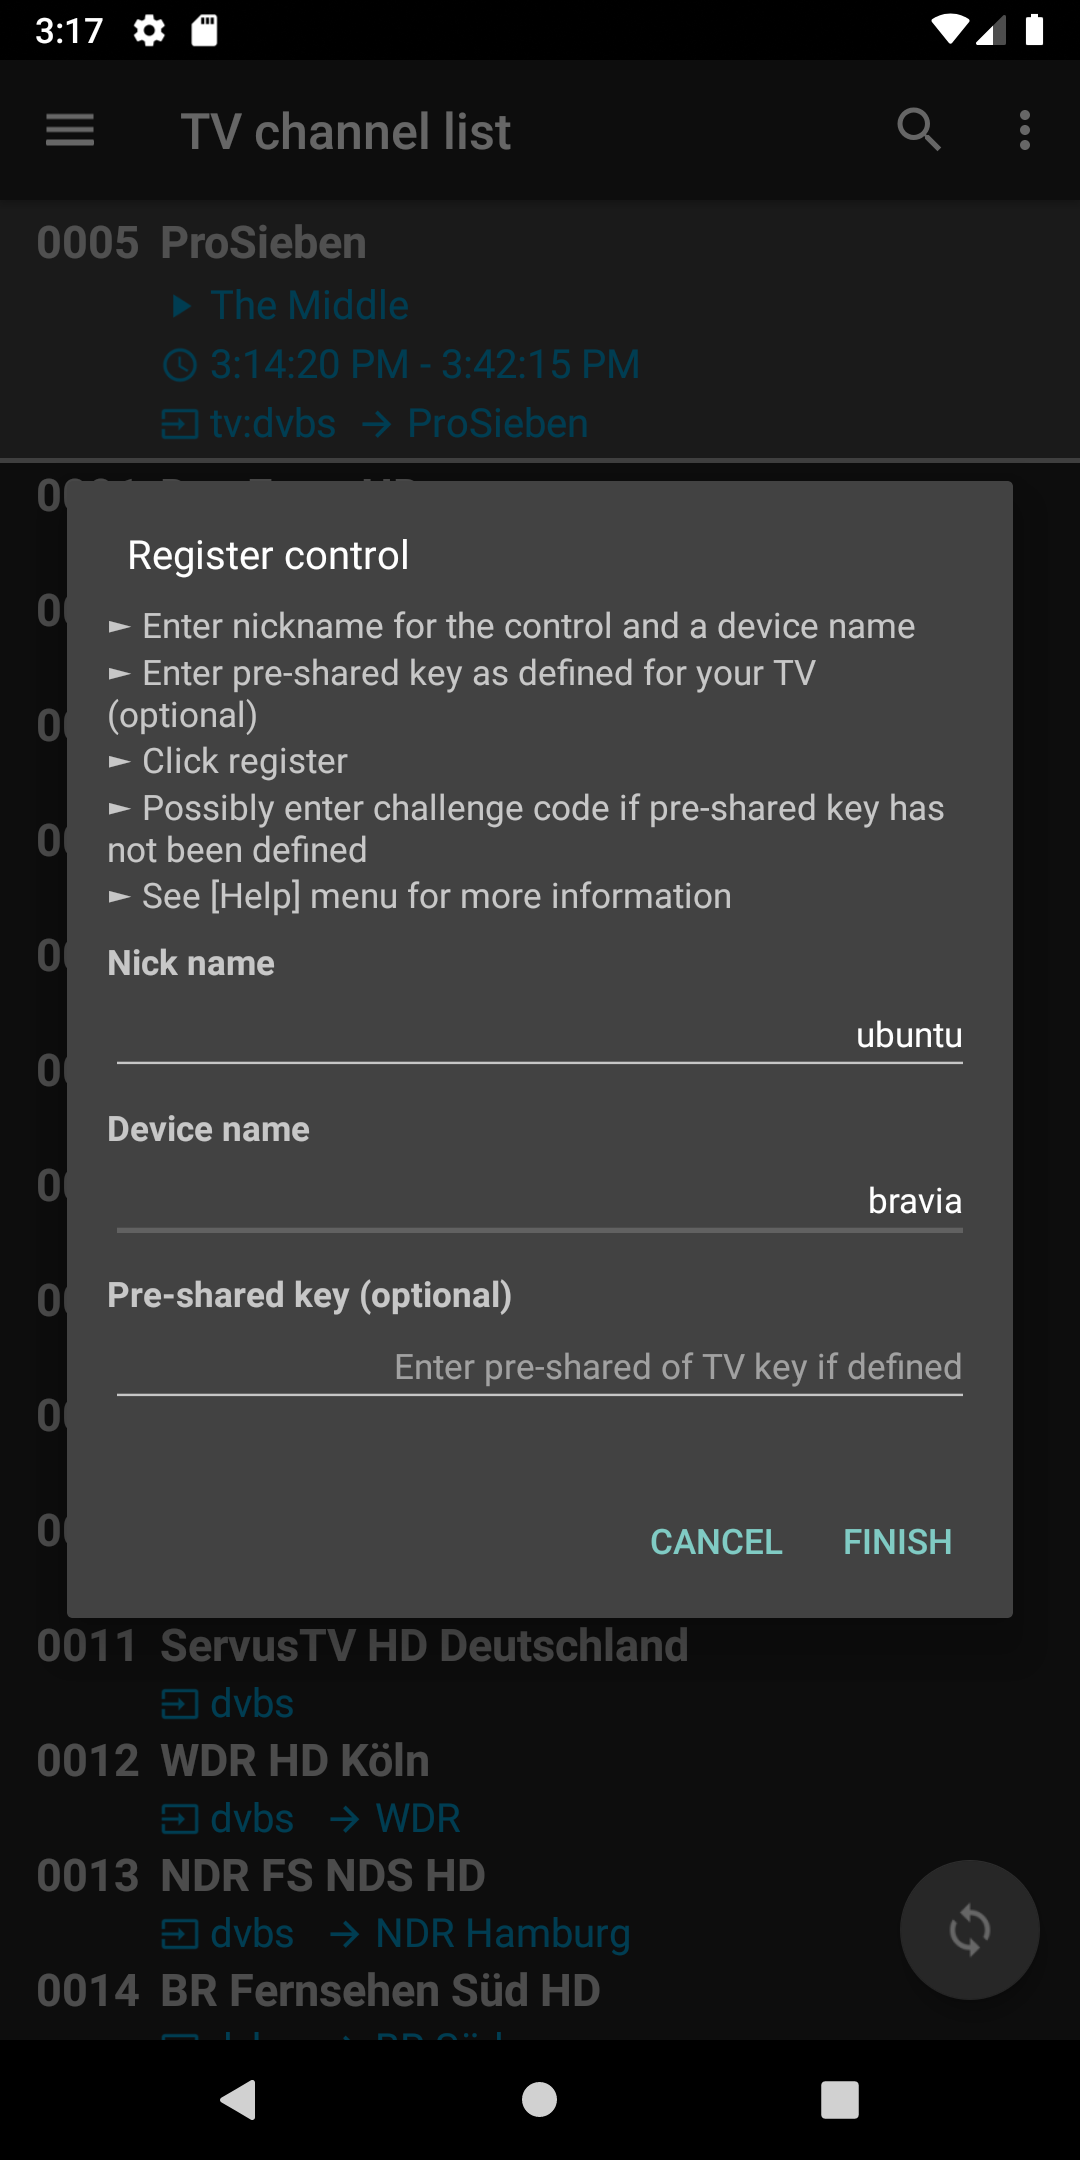 3:17
TV channel list
0005 ProSieben
The Middle
3:14:20 PM - 3:42:15 PM
tv:dvbs → ProSieben
Register control
► Enter nickname for the control and a device name
► Enter pre-shared key as defined for your TV
(optional)
► Click register
► Possibly enter challenge code if pre-shared key has
not been defined
► See [Help] menu for more information
Nick name
ubuntu
Device name
bravia
Pre-shared key (optional)
Enter pre-shared of TV key if defined
CANCEL FINISH
0011 ServusTV HD Deutschland
dvbs
0012 WDR HD Köln
dvbs → WDR
0013 NDR FS NDS HD
dvbs → NDR Hamburg
0014 BR Fernsehen Süd HD